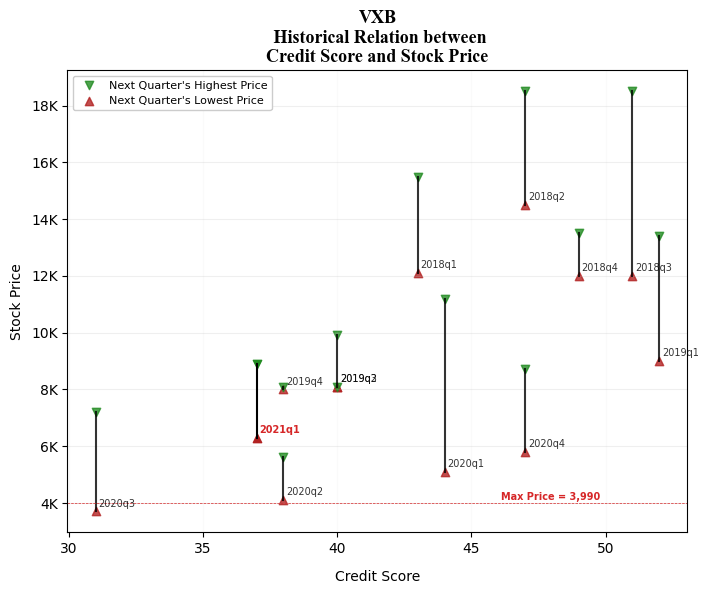 VXB
Historical Relation between
Credit Score and Stock Price
Next Quarter's Highest Price
Next Quarter's Lowest Price
Stock Price
18K
16K
14K
12K
10K
8K
6K
4K
2018q2
2018q1
2018q4
2018q3
2019q1
2019q4
2021q1
2020q4
2020q1
2020q2
2020q3
Max Price = 3,990
30
35
40
45
50
Credit Score